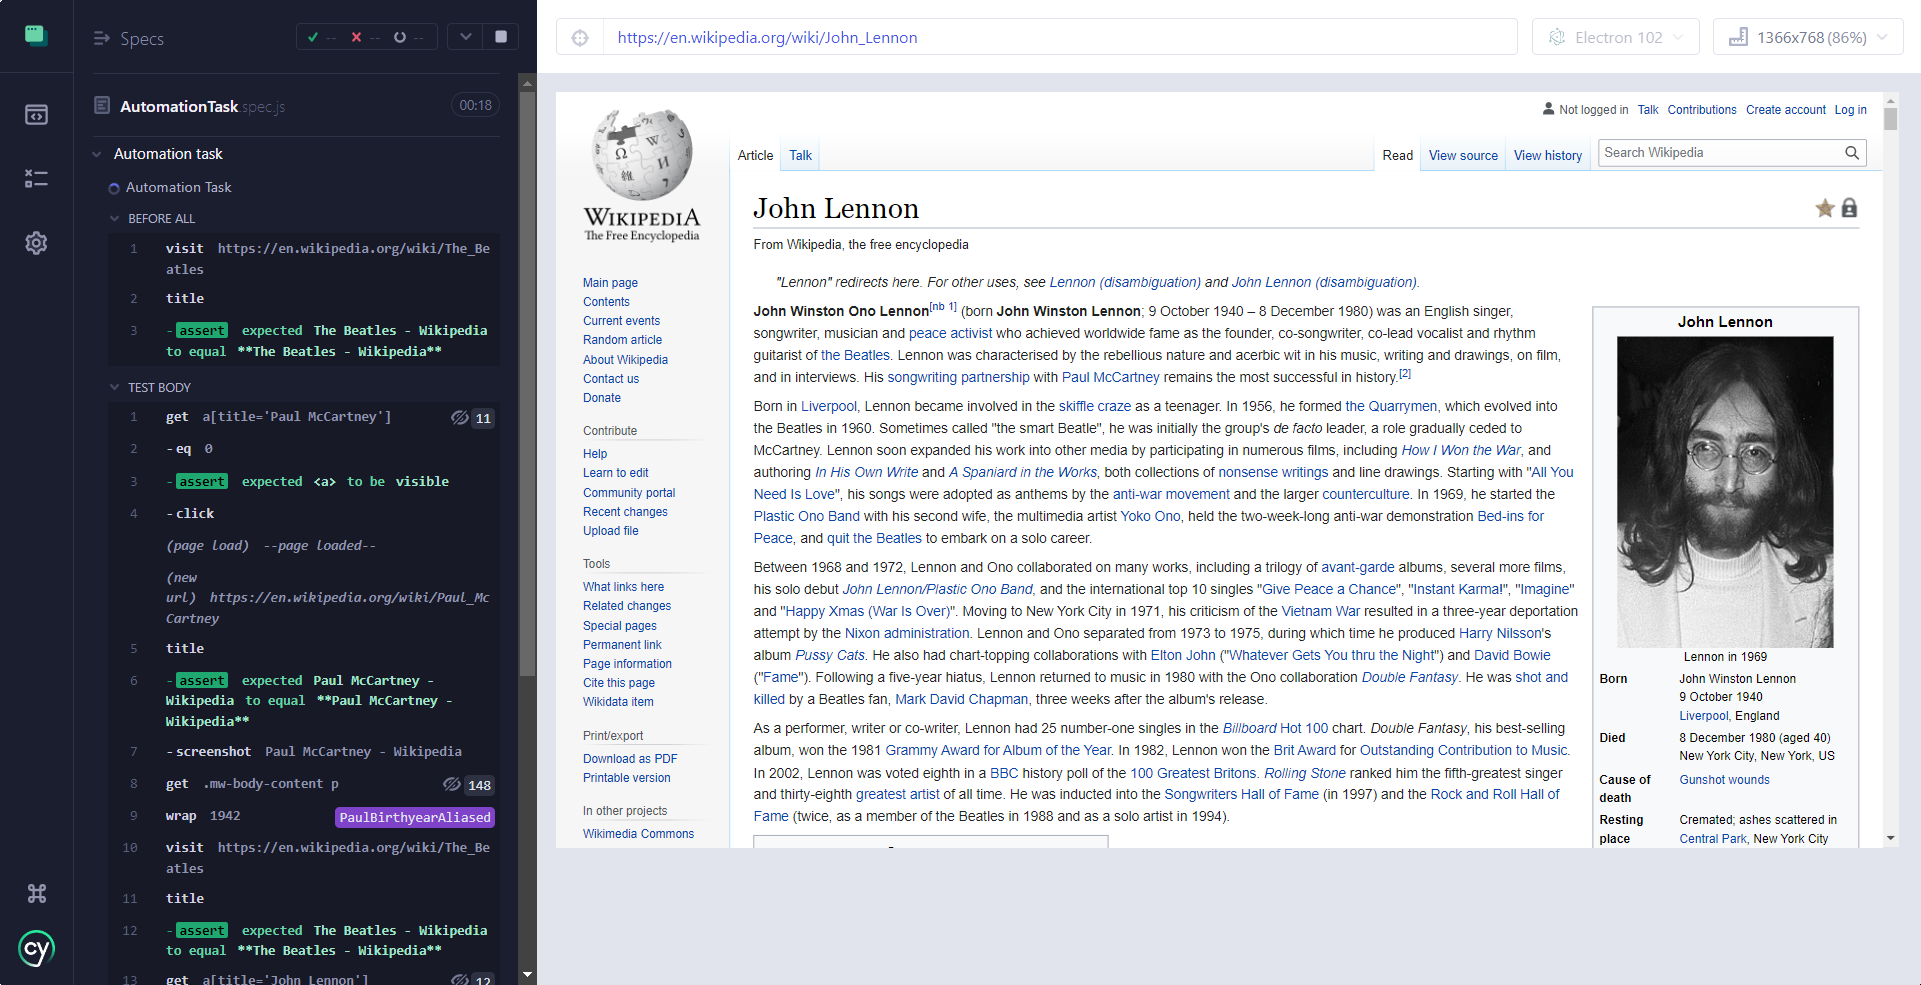 Specs
-- -- --
AutomationTask.spec.js 00:18
Automation task
Automation Task
BEFORE ALL
1 visit https://en.wikipedia.org/wiki/The_Be
atles
2 title
3 -assert expected The Beatles - Wikipedia
to equal **The Beatles - Wikipedia**
TEST BODY
1 get a[title='Paul McCartney'] 11
2 -eq 0
3 -assert expected <a> to be visible
4 -click
(page load) --page loaded--
(new
url) https://en.wikipedia.org/wiki/Paul_Mc
Cartney
5 title
6 -assert expected Paul McCartney -
Wikipedia to equal **Paul McCartney -
Wikipedia**
7 -screenshot Paul McCartney - Wikipedia
8 get .mw-body-content p 148
9 wrap 1942 PaulBirthyearAliased
10 visit https://en.wikipedia.org/wiki/The_Be
atles
11 title
12 -assert expected The Beatles - Wikipedia
to equal **The Beatles - Wikipedia**
13 get a[title='John Lennon'] 12
cy
https://en.wikipedia.org/wiki/John_Lennon
Electron 102
1366x768 (86%)
Not logged in Talk Contributions Create account Log in
Article Talk
Read View source View history Search Wikipedia
WIKIPEDIA
The Free Encyclopedia
Main page
Contents
Current events
Random article
About Wikipedia
Contact us
Donate
Contribute
Help
Learn to edit
Community portal
Recent changes
Upload file
Tools
What links here
Related changes
Special pages
Permanent link
Page information
Cite this page
Wikidata item
Print/export
Download as PDF
Printable version
In other projects
Wikimedia Commons
John Lennon
From Wikipedia, the free encyclopedia
"Lennon" redirects here. For other uses, see Lennon (disambiguation) and John Lennon (disambiguation).
John Winston Ono Lennon[nb 1] (born John Winston Lennon; 9 October 1940 – 8 December 1980) was an English singer,
songwriter, musician and peace activist who achieved worldwide fame as the founder, co-songwriter, co-lead vocalist and rhythm
guitarist of the Beatles. Lennon was characterised by the rebellious nature and acerbic wit in his music, writing and drawings, on film,
and in interviews. His songwriting partnership with Paul McCartney remains the most successful in history.[2]
Born in Liverpool, Lennon became involved in the skiffle craze as a teenager. In 1956, he formed the Quarrymen, which evolved into
the Beatles in 1960. Sometimes called "the smart Beatle", he was initially the group's de facto leader, a role gradually ceded to
McCartney. Lennon soon expanded his work into other media by participating in numerous films, including How I Won the War, and
authoring In His Own Write and A Spaniard in the Works, both collections of nonsense writings and line drawings. Starting with "All You
Need Is Love", his songs were adopted as anthems by the anti-war movement and the larger counterculture. In 1969, he started the
Plastic Ono Band with his second wife, the multimedia artist Yoko Ono, held the two-week-long anti-war demonstration Bed-ins for
Peace, and quit the Beatles to embark on a solo career.
Between 1968 and 1972, Lennon and Ono collaborated on many works, including a trilogy of avant-garde albums, several more films,
his solo debut John Lennon/Plastic Ono Band, and the international top 10 singles "Give Peace a Chance", "Instant Karma!", "Imagine"
and "Happy Xmas (War Is Over)". Moving to New York City in 1971, his criticism of the Vietnam War resulted in a three-year deportation
attempt by the Nixon administration. Lennon and Ono separated from 1973 to 1975, during which time he produced Harry Nilsson's
album Pussy Cats. He also had chart-topping collaborations with Elton John ("Whatever Gets You thru the Night") and David Bowie
("Fame"). Following a five-year hiatus, Lennon returned to music in 1980 with the Ono collaboration Double Fantasy. He was shot and
killed by a Beatles fan, Mark David Chapman, three weeks after the album's release.
As a performer, writer or co-writer, Lennon had 25 number-one singles in the Billboard Hot 100 chart. Double Fantasy, his best-selling
album, won the 1981 Grammy Award for Album of the Year. In 1982, Lennon won the Brit Award for Outstanding Contribution to Music.
In 2002, Lennon was voted eighth in a BBC history poll of the 100 Greatest Britons. Rolling Stone ranked him the fifth-greatest singer
and thirty-eighth greatest artist of all time. He was inducted into the Songwriters Hall of Fame (in 1997) and the Rock and Roll Hall of
Fame (twice, as a member of the Beatles in 1988 and as a solo artist in 1994).
John Lennon
Lennon in 1969
Born John Winston Lennon
9 October 1940
Liverpool, England
Died 8 December 1980 (aged 40)
New York City, New York, US
Cause of Gunshot wounds
death
Resting Cremated; ashes scattered in
place Central Park, New York City